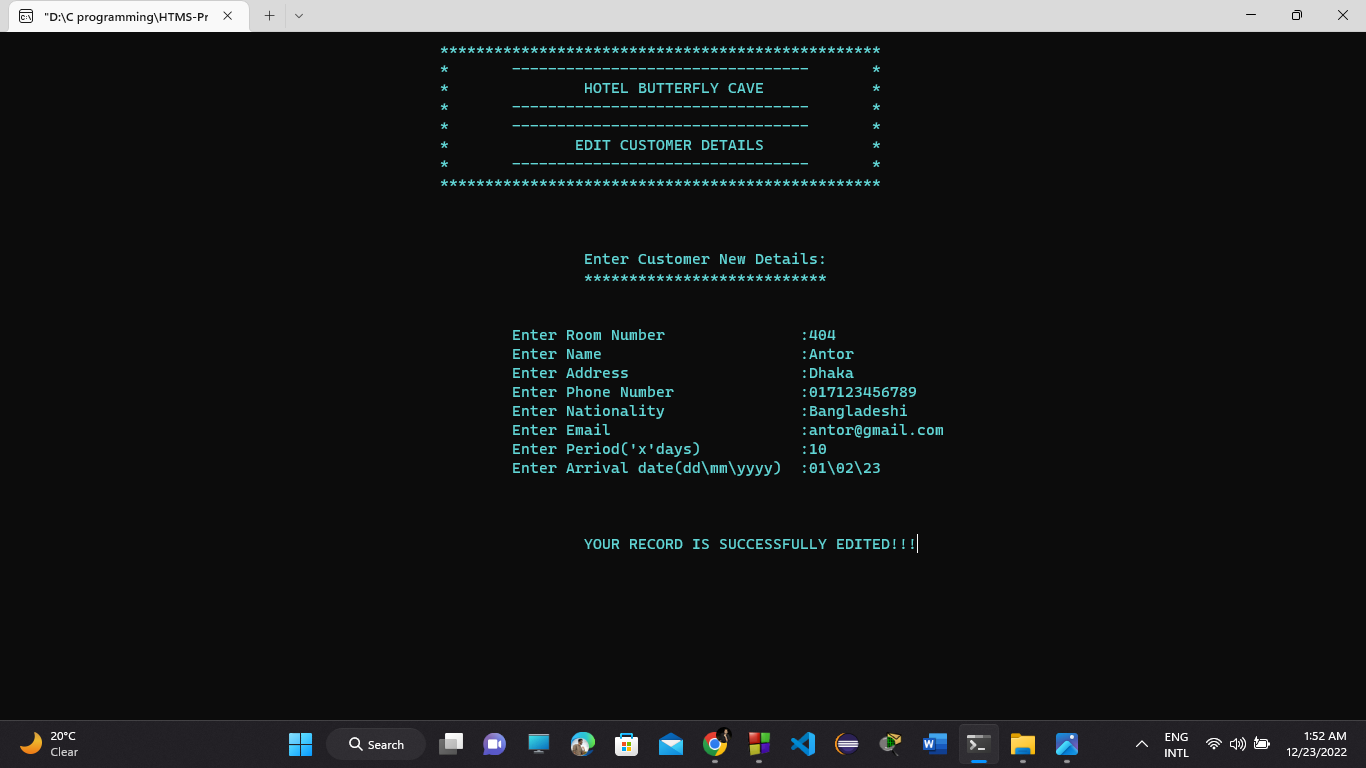 "D:\C programming\HTMS-Pr
*************************************************
* --------------------------------- *
* HOTEL BUTTERFLY CAVE *
* --------------------------------- *
* --------------------------------- *
* EDIT CUSTOMER DETAILS *
* --------------------------------- *
*************************************************
Enter Customer New Details:
***************************
Enter Room Number :404
Enter Name :Antor
Enter Address :Dhaka
Enter Phone Number :017123456789
Enter Nationality :Bangladeshi
Enter Email :antor@gmail.com
Enter Period('x'days) :10
Enter Arrival date(dd\mm\yyyy) :01\02\23
YOUR RECORD IS SUCCESSFULLY EDITED!!!
20°C
Clear
Search
ENG
INTL
1:52 AM
12/23/2022